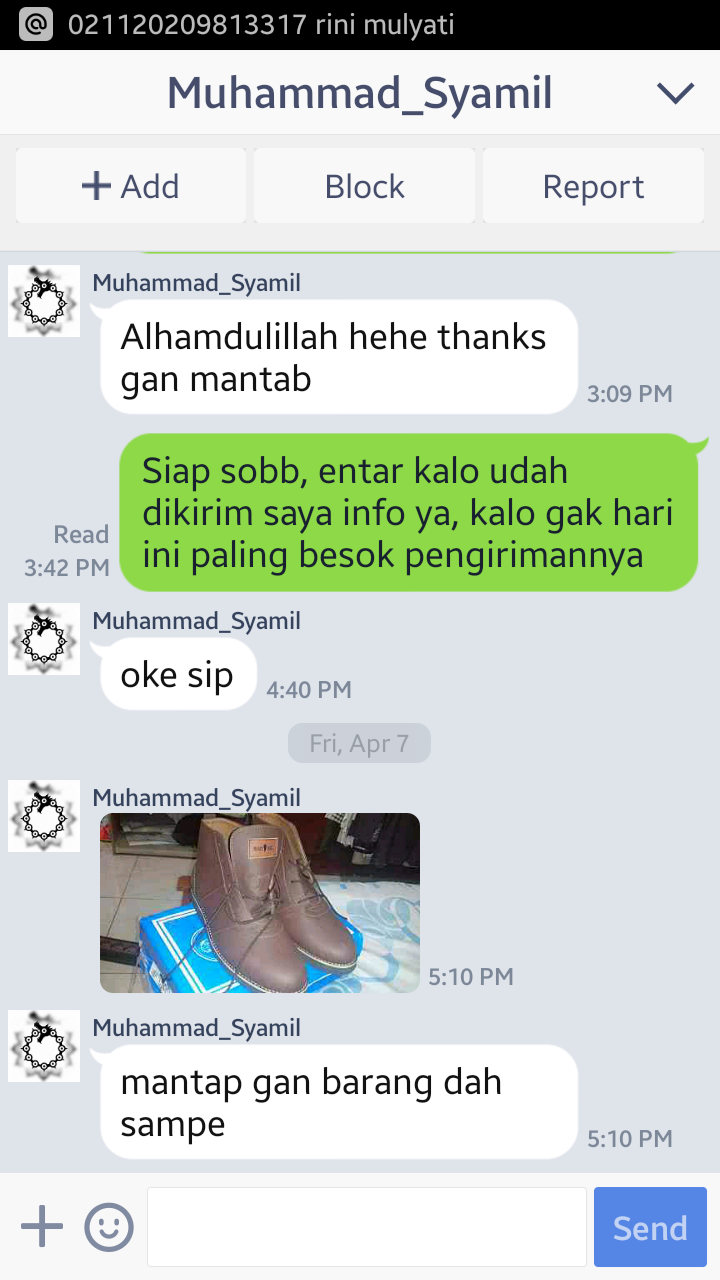 021120209813317 rini mulyati
Muhammad_Syamil
+ Add
Block
Report
Muhammad_Syamil
Alhamdulillah hehe thanks
gan mantab
3:09 PM
Siap sobb, entar kalo udah
dikirim saya info ya, kalo gak hari
ini paling besok pengirimannya
Read
3:42 PM
Muhammad_Syamil
oke sip
4:40 PM
Fri, Apr 7
Muhammad_Syamil
5:10 PM
Muhammad_Syamil
mantap gan barang dah
sampe
5:10 PM
Send